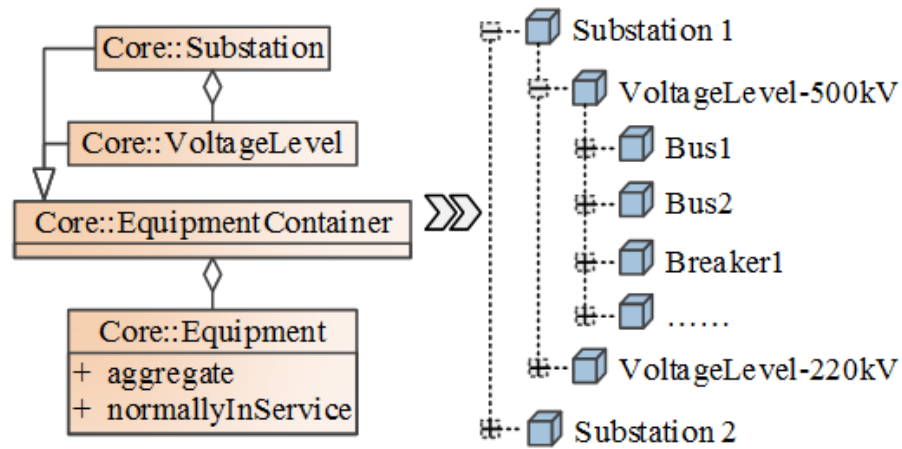 Core::Substation
Core::VoltageLevel
Core::EquipmentContainer
Core::Equipment
+ aggregate
+ normallyInService
Substation 1
VoltageLevel-500kV
Bus1
Bus2
Breaker1
……
VoltageLevel-220kV
Substation 2